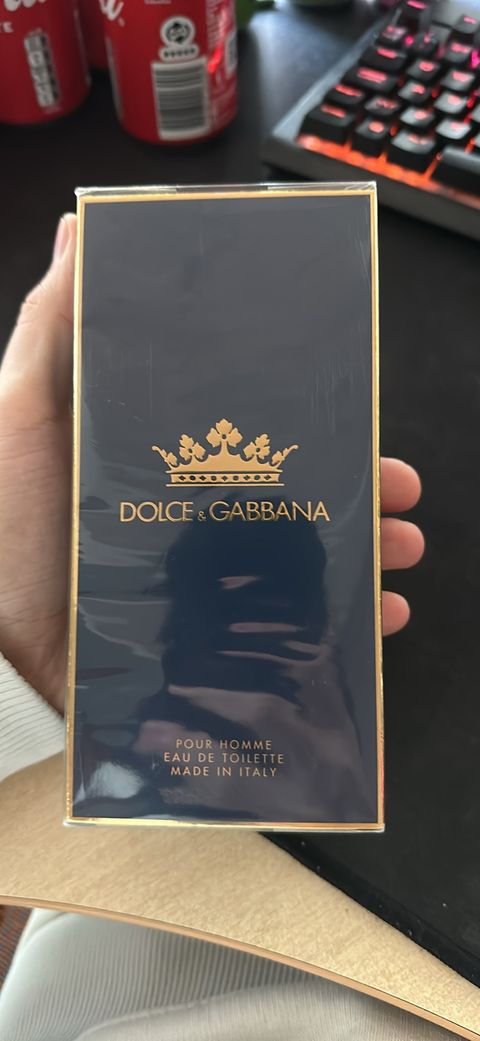 DOLCE & GABBANA
POUR HOMME
EAU DE TOILETTE
MADE IN ITALY